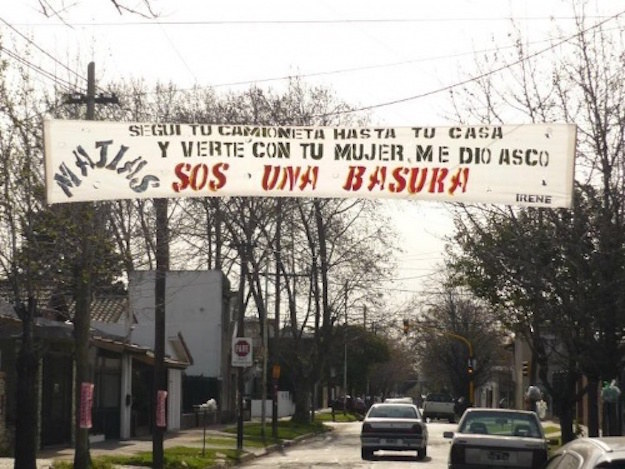 SEGUI TU CAMIONETA HASTA TU CASA
Y VERTE CON TU MUJER, ME DIO ASCO
MATIAS
SOS UNA BASURA
IRENE
PARE